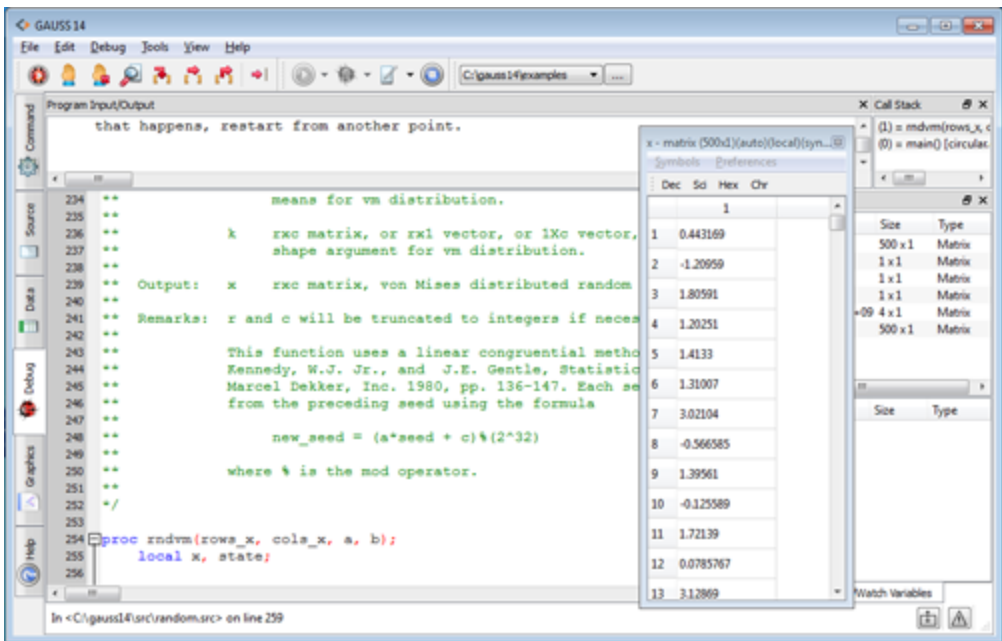 GAUSS 14
File Edit Debug Tools View Help
C:\gauss14\examples
Program Input/Output
that happens, restart from another point.
Command
Source
Data
Debug
Graphics
Help
234 ** means for vm distribution.
235 **
236 ** k rxc matrix, or rx1 vector, or 1Xc vector,
237 ** shape argument for vm distribution.
238 **
239 ** Output: x rxc matrix, von Mises distributed random
240 **
241 ** Remarks: r and c will be truncated to integers if neces
242 **
243 ** This function uses a linear congruential metho
244 ** Kennedy, W.J. Jr., and J.E. Gentle, Statistic
245 ** Marcel Dekker, Inc. 1980, pp. 136-147. Each se
246 ** from the preceding seed using the formula
247 **
248 ** new_seed = (a*seed + c)%(2^32)
249 **
250 ** where % is the mod operator.
251 **
252 */
253
254 proc rndvm(rows_x, cols_x, a, b);
255 local x, state;
256
In <C:\gauss14\src\random.src> on line 259
x - matrix (500x1)(auto)(local)(syn...
Symbols Preferences
Dec Sci Hex Chr
1
1 0.443169
2 -1.20959
3 1.80591
4 1.20251
5 1.4133
6 1.31007
7 3.02104
8 -0.566585
9 1.39561
10 -0.125589
11 1.72139
12 0.0785767
13 3.12869
Call Stack
(1) = rndvm(rows_x, c
(0) = main() [circular.
Size Type
500 x 1 Matrix
1 x 1 Matrix
1 x 1 Matrix
1 x 1 Matrix
+09 4 x 1 Matrix
500 x 1 Matrix
Size Type
Watch Variables